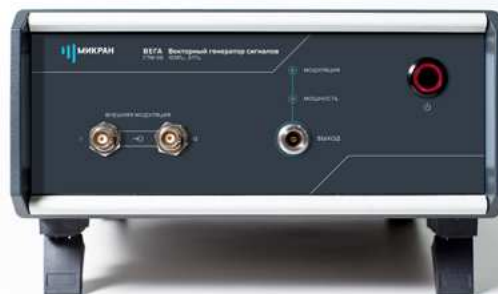 МИКРАН
ВЕГА Векторный генератор сигналов
МОДУЛЯЦИЯ
МОЩНОСТЬ
ВНЕШНЯЯ МОДУЛЯЦИЯ
ВЫХОД